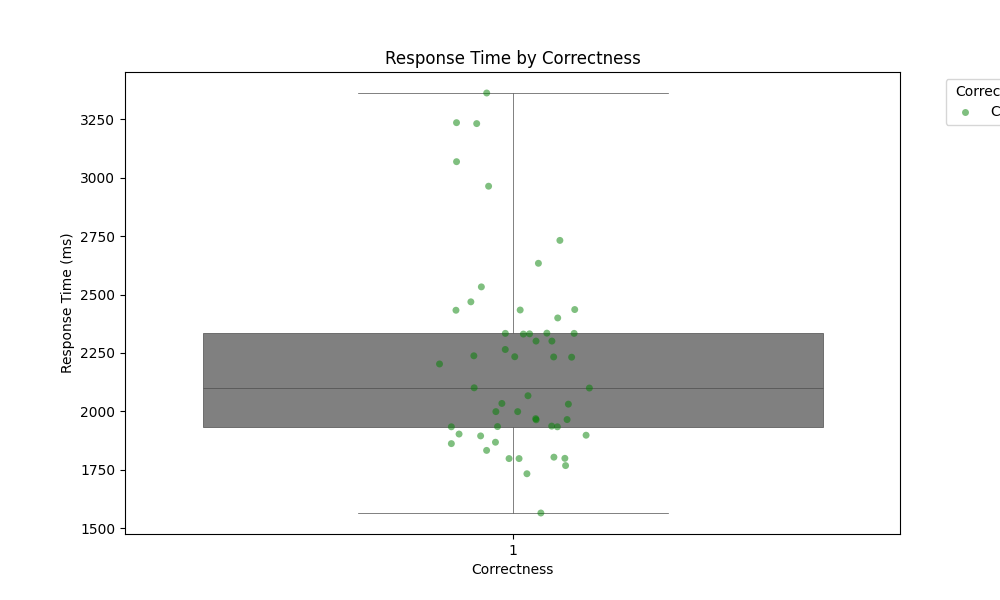 Response Time by Correctness
Correc
C
3250
3000
2750
2500
2250
2000
1750
1500
Response Time (ms)
1
Correctness